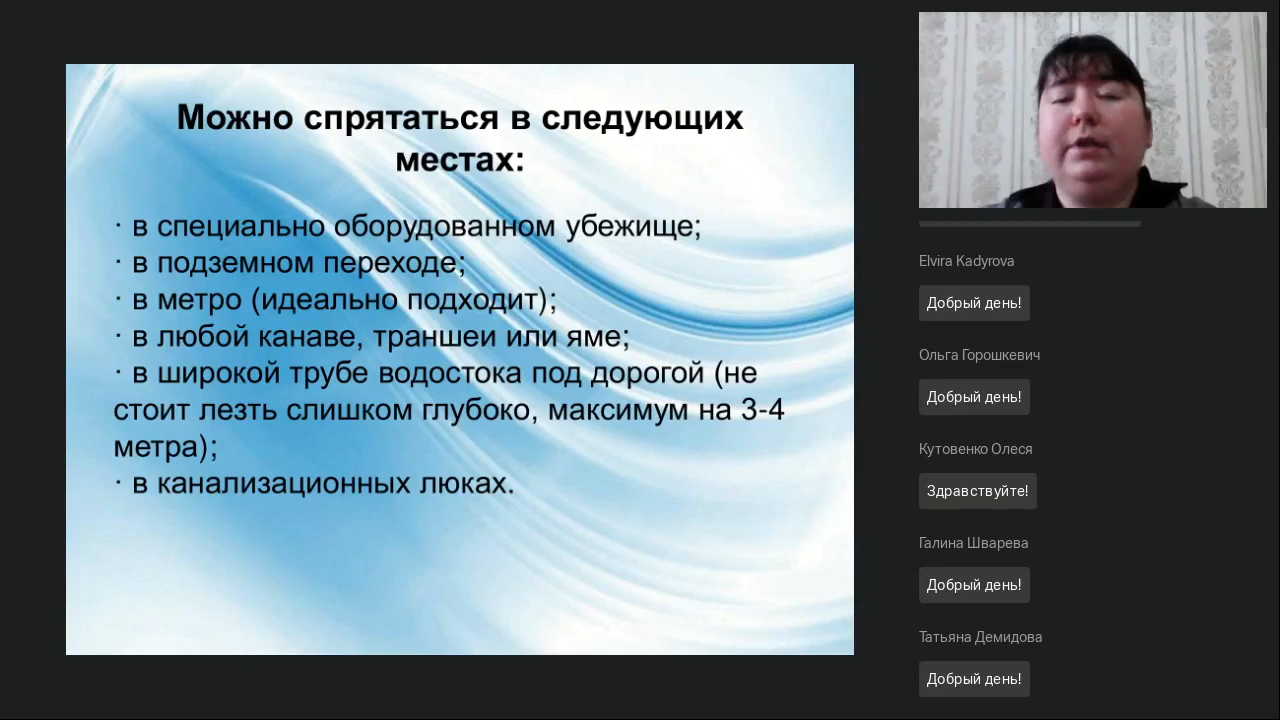 Можно спрятаться в следующих
местах:
· в специально оборудованном убежище;
· в подземном переходе;
· в метро (идеально подходит);
· в любой канаве, траншеи или яме;
· в широкой трубе водостока под дорогой (не
стоит лезть слишком глубоко, максимум на 3-4
метра);
· в канализационных люках.
Elvira Kadyrova
Добрый день!
Ольга Горошкевич
Добрый день!
Кутовенко Олеся
Здравствуйте!
Галина Шварева
Добрый день!
Татьяна Демидова
Добрый день!